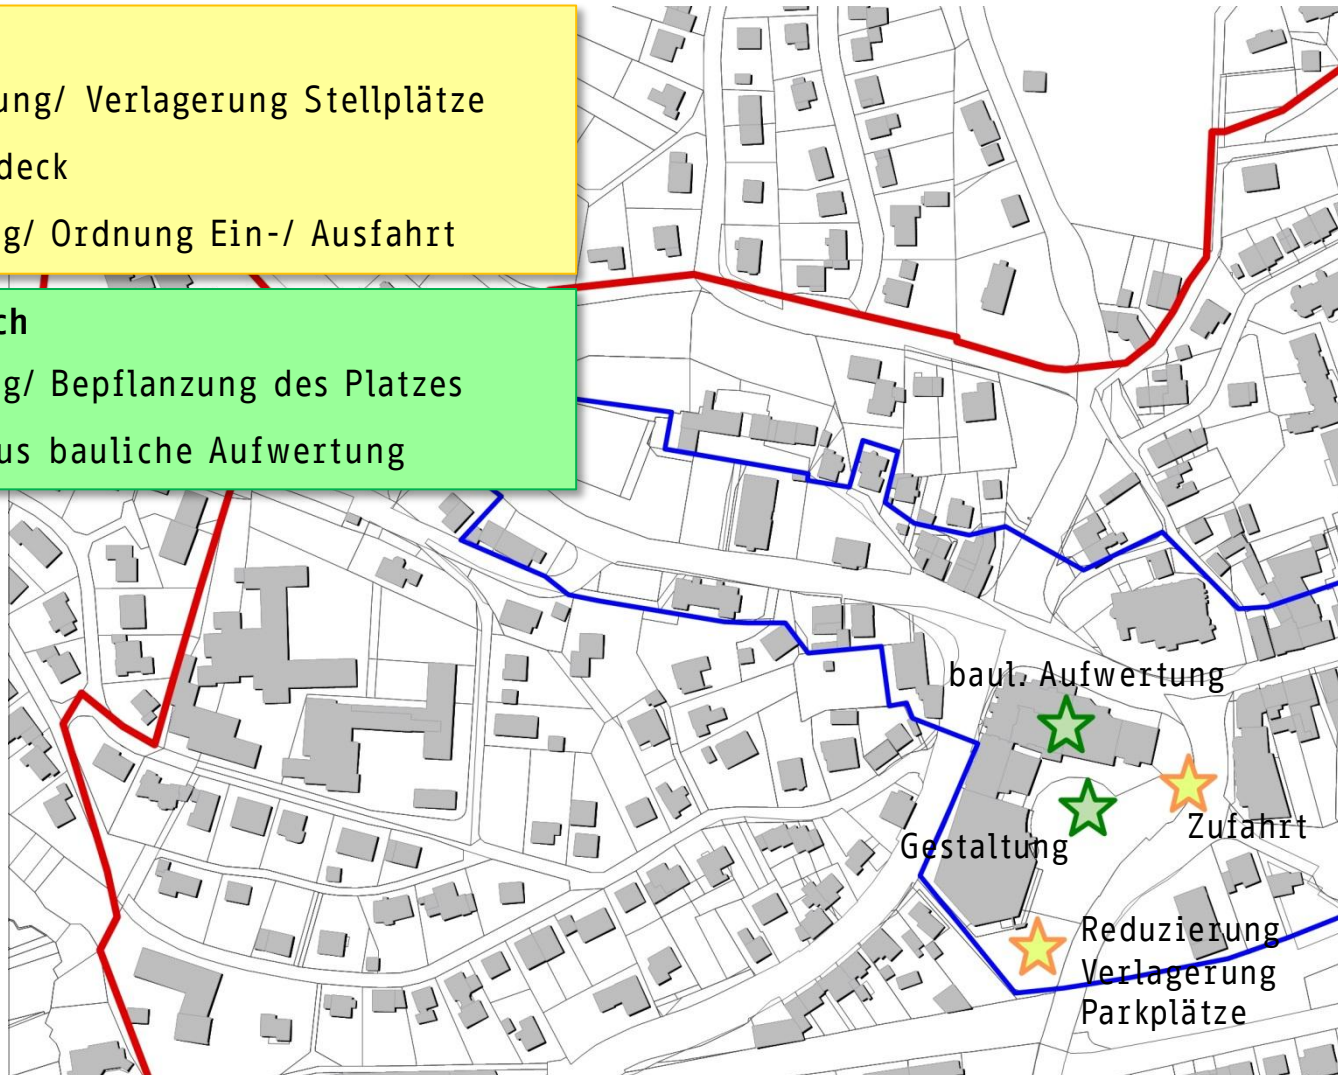 ung/ Verlagerung Stellplätze
deck
g/ Ordnung Ein-/ Ausfahrt
ch
g/ Bepflanzung des Platzes
us bauliche Aufwertung
baul. Aufwertung
Zufahrt
Gestaltung
Reduzierung
Verlagerung
Parkplätze